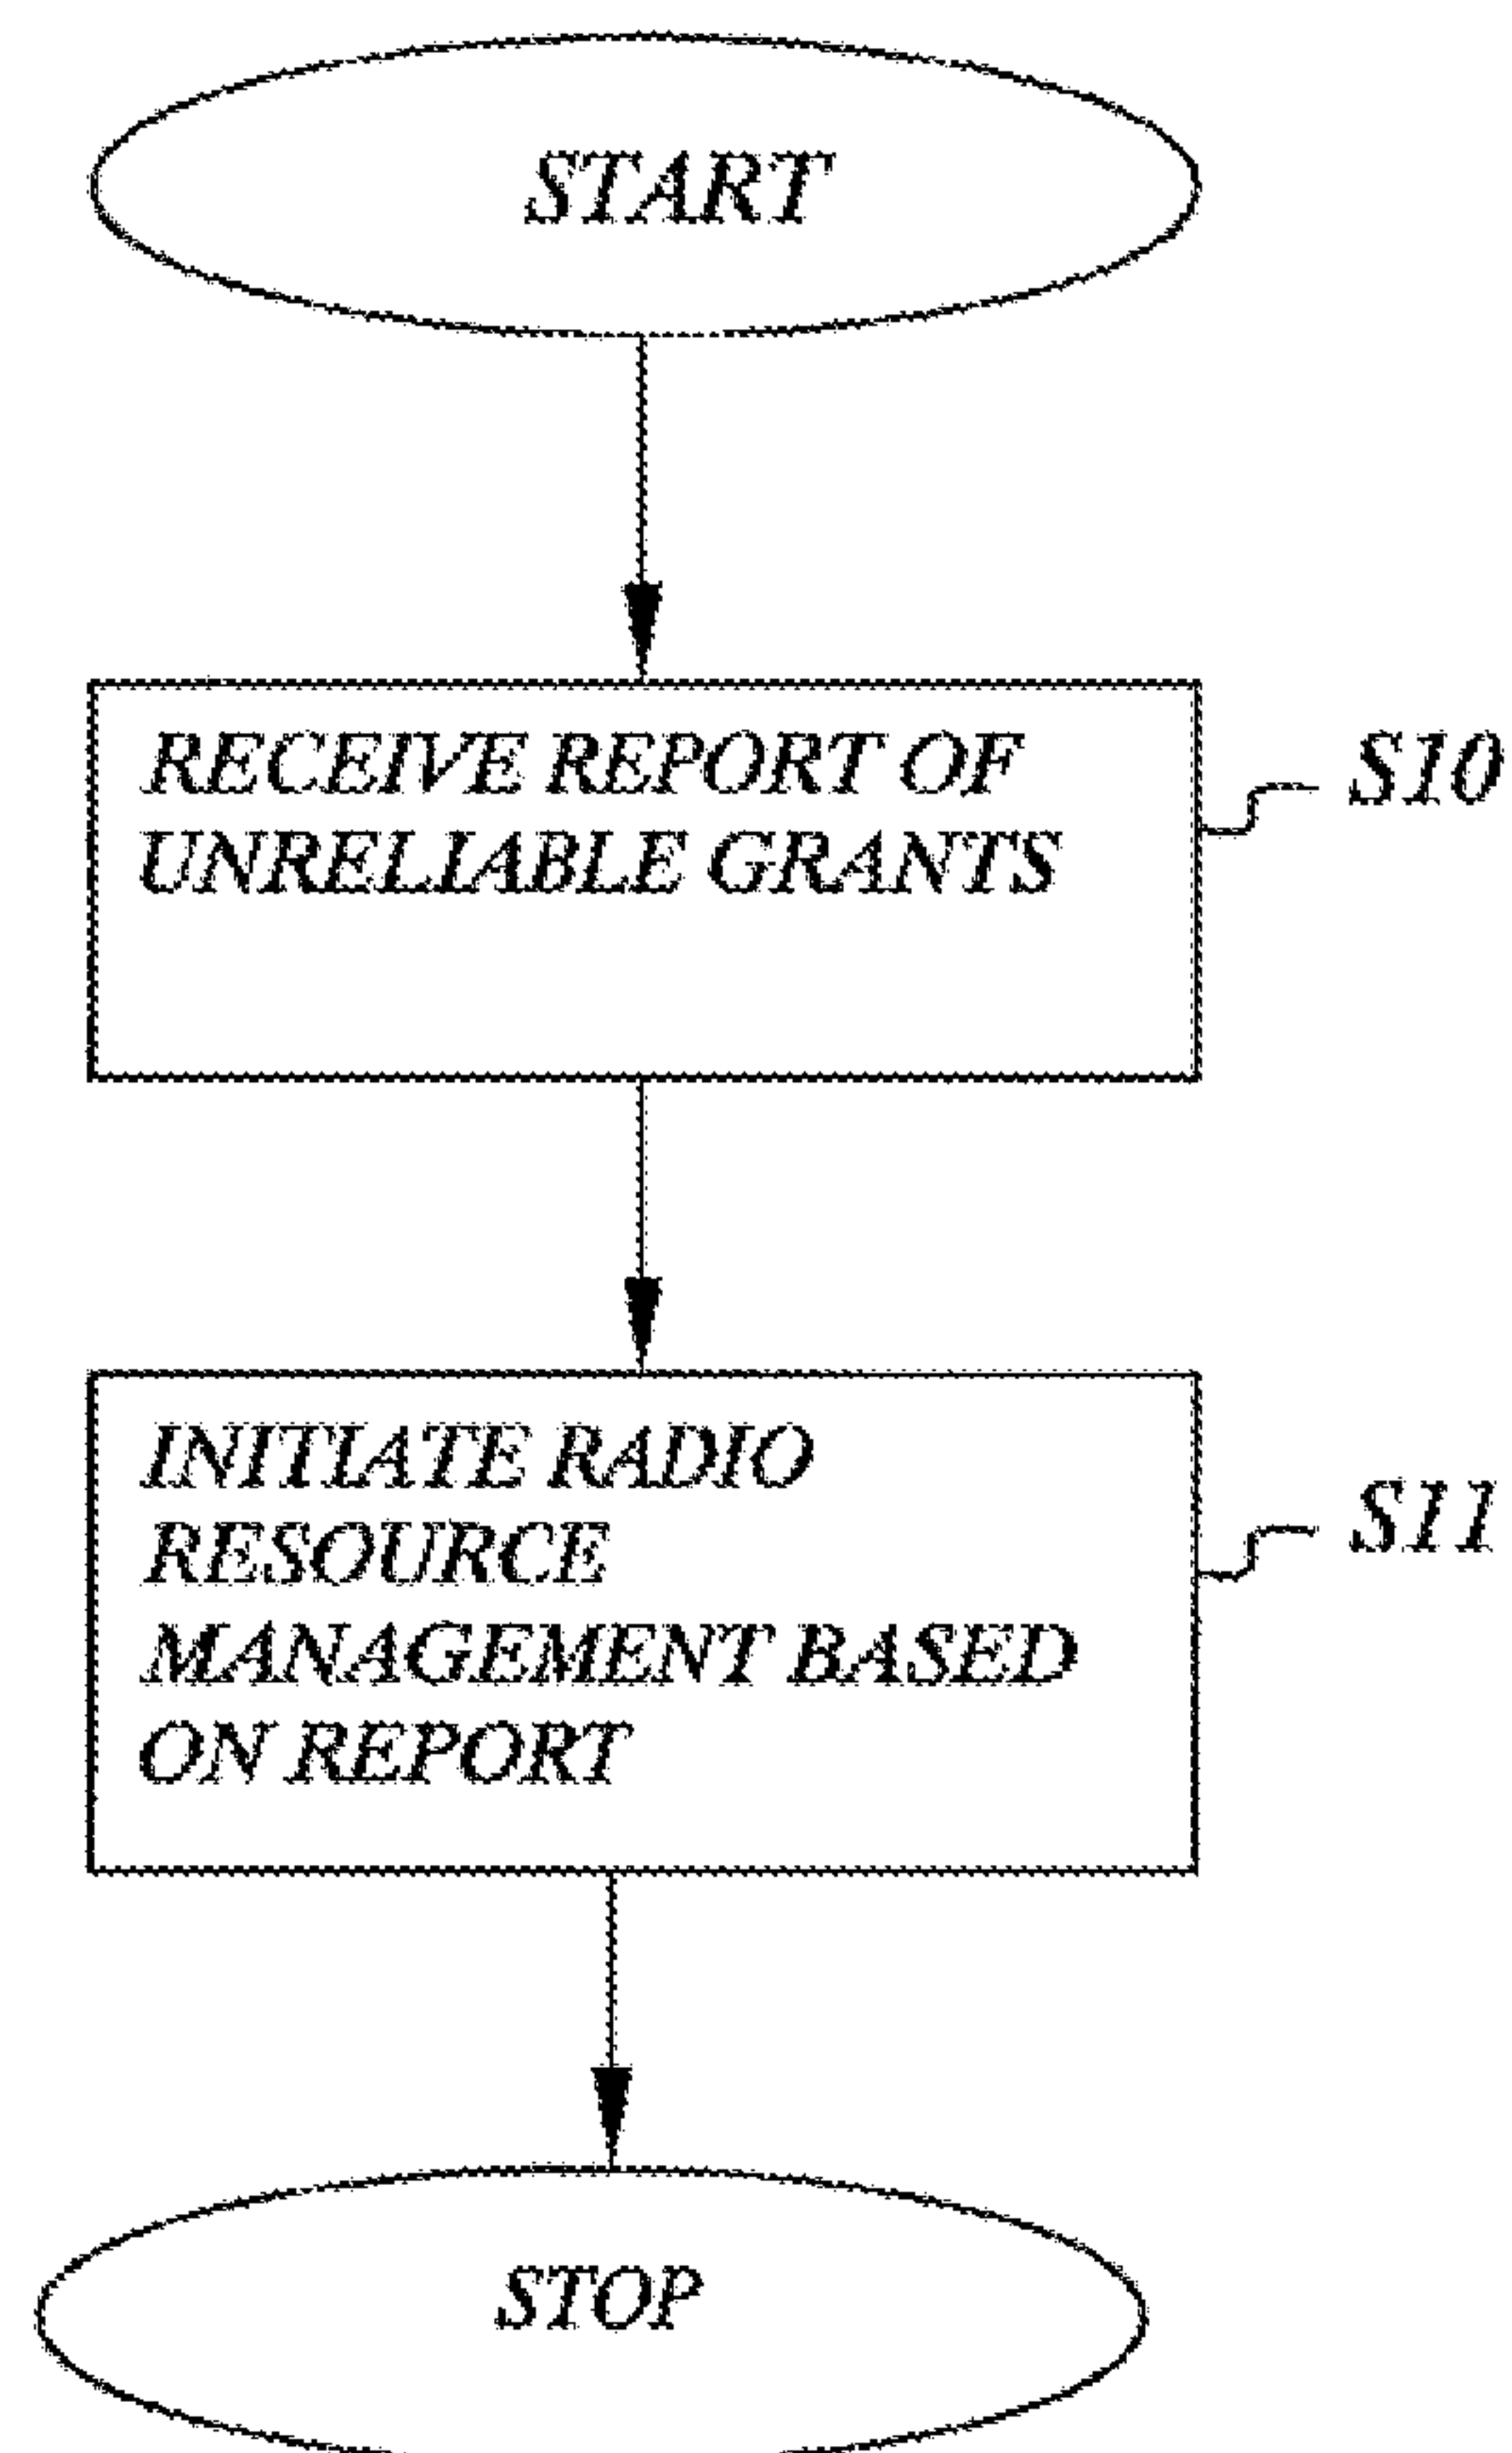 START
RECEIVE REPORT OF
UNRELIABLE GRANTS
S10
INITIATE RADIO
RESOURCE
MANAGEMENT BASED
ON REPORT
S11
STOP